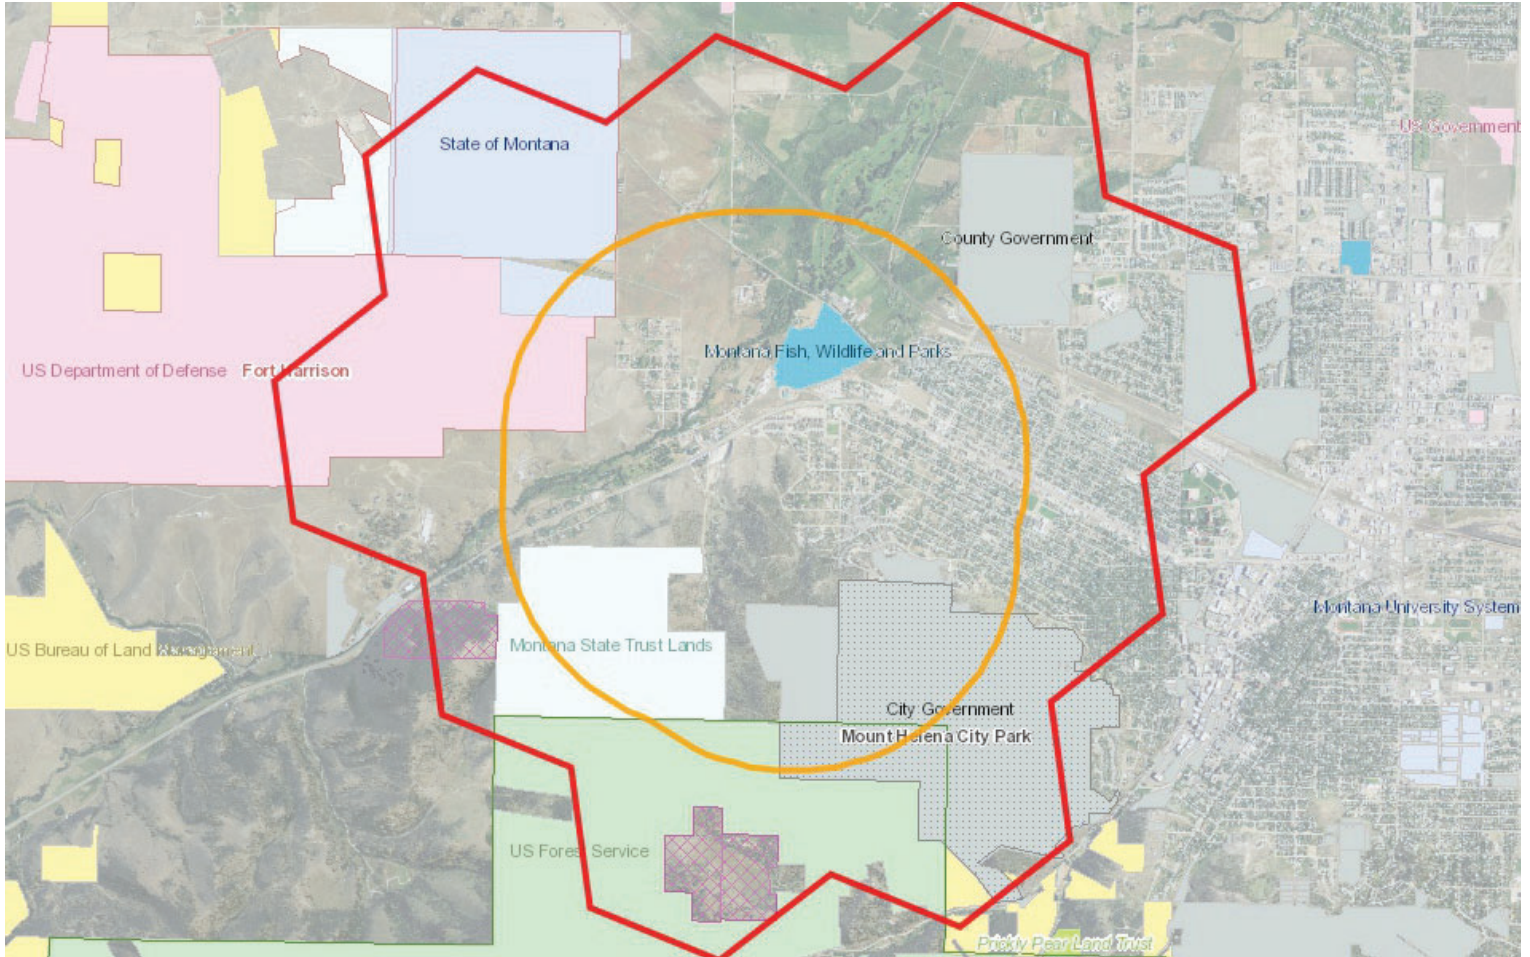 US Government
State of Montana
County Government
Montana Fish, Wildlife and Parks
US Department of Defense Fort Harrison
Montana University System
US Bureau of Land Management
Montana State Trust Lands
City Government
Mount Helena City Park
US Forest Service
Prickly Pear Land Trust